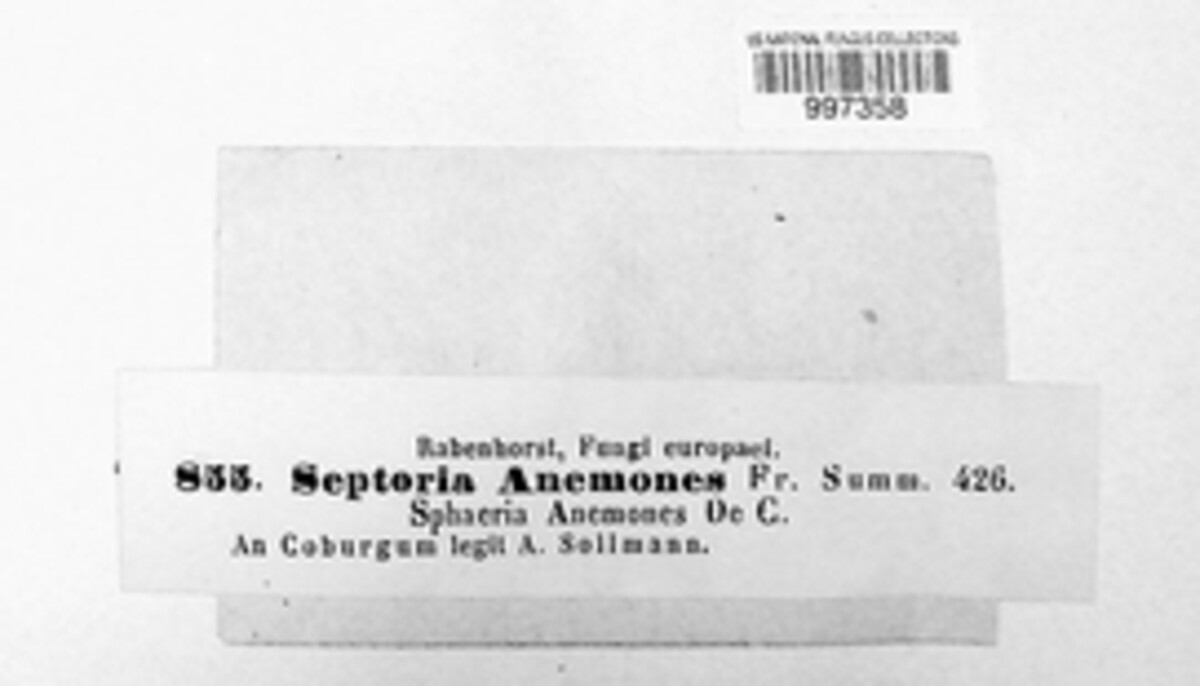 US NATIONAL FUNGUS COLLECTIONS
997358
Rabenhorst, Fungi europaei.
855. Septoria Anemones Fr. Summ. 426.
Sphaeria Anemones De C.
An Coburgum legit A. Sollmann.